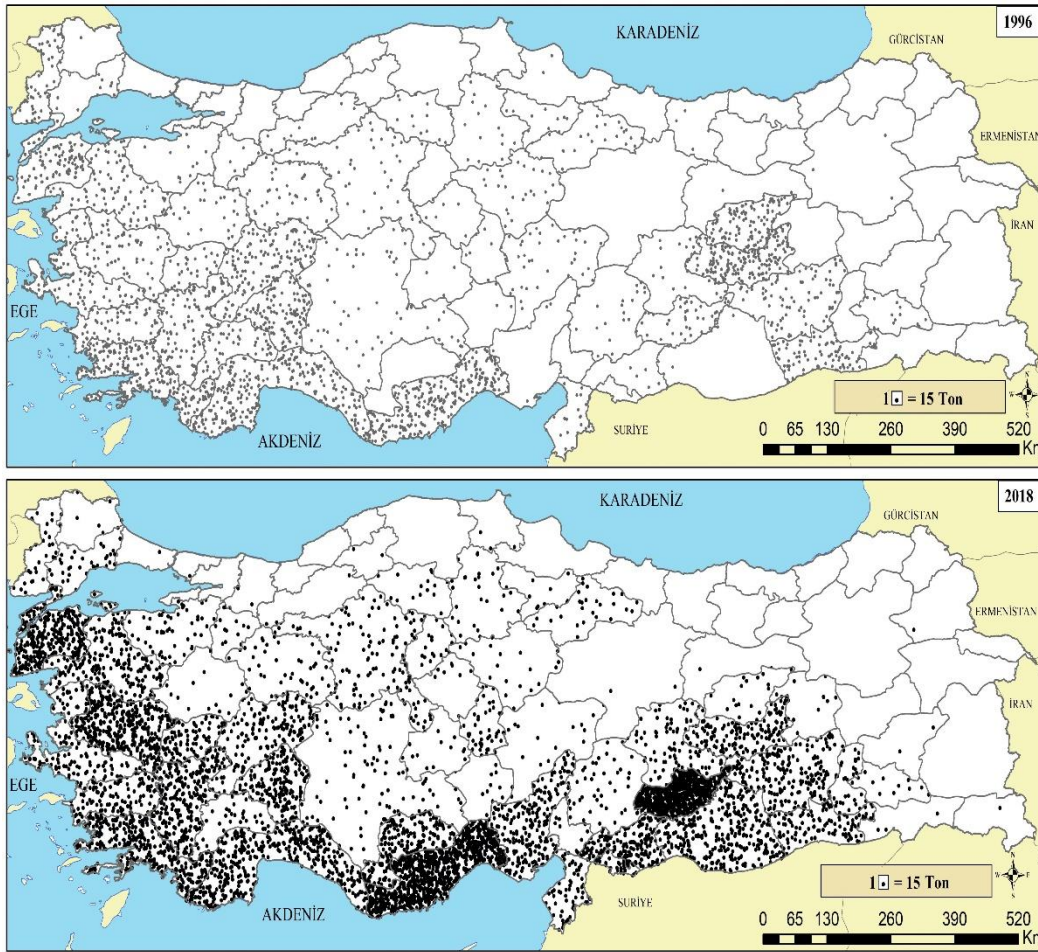 1996
KARADENİZ
GÜRCİSTAN
ERMENİSTAN
İRAN
EGE
AKDENİZ
SURİYE
1 = 15 Ton
N
W
S
0 65 130 260 390 520
Km
2018
KARADENİZ
GÜRCİSTAN
ERMENİSTAN
İRAN
EGE
AKDENİZ
SURİYE
1 = 15 Ton
N
W
S
0 65 130 260 390 520
Km